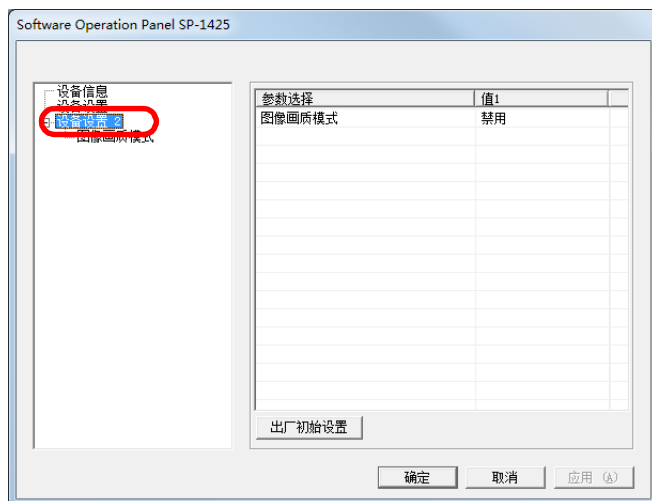 Software Operation Panel SP-1425
设备信息
设备设置
设备设置 2
图像画质模式
参数选择 值1
图像画质模式 禁用
出厂初始设置
确定 取消 应用 (A)